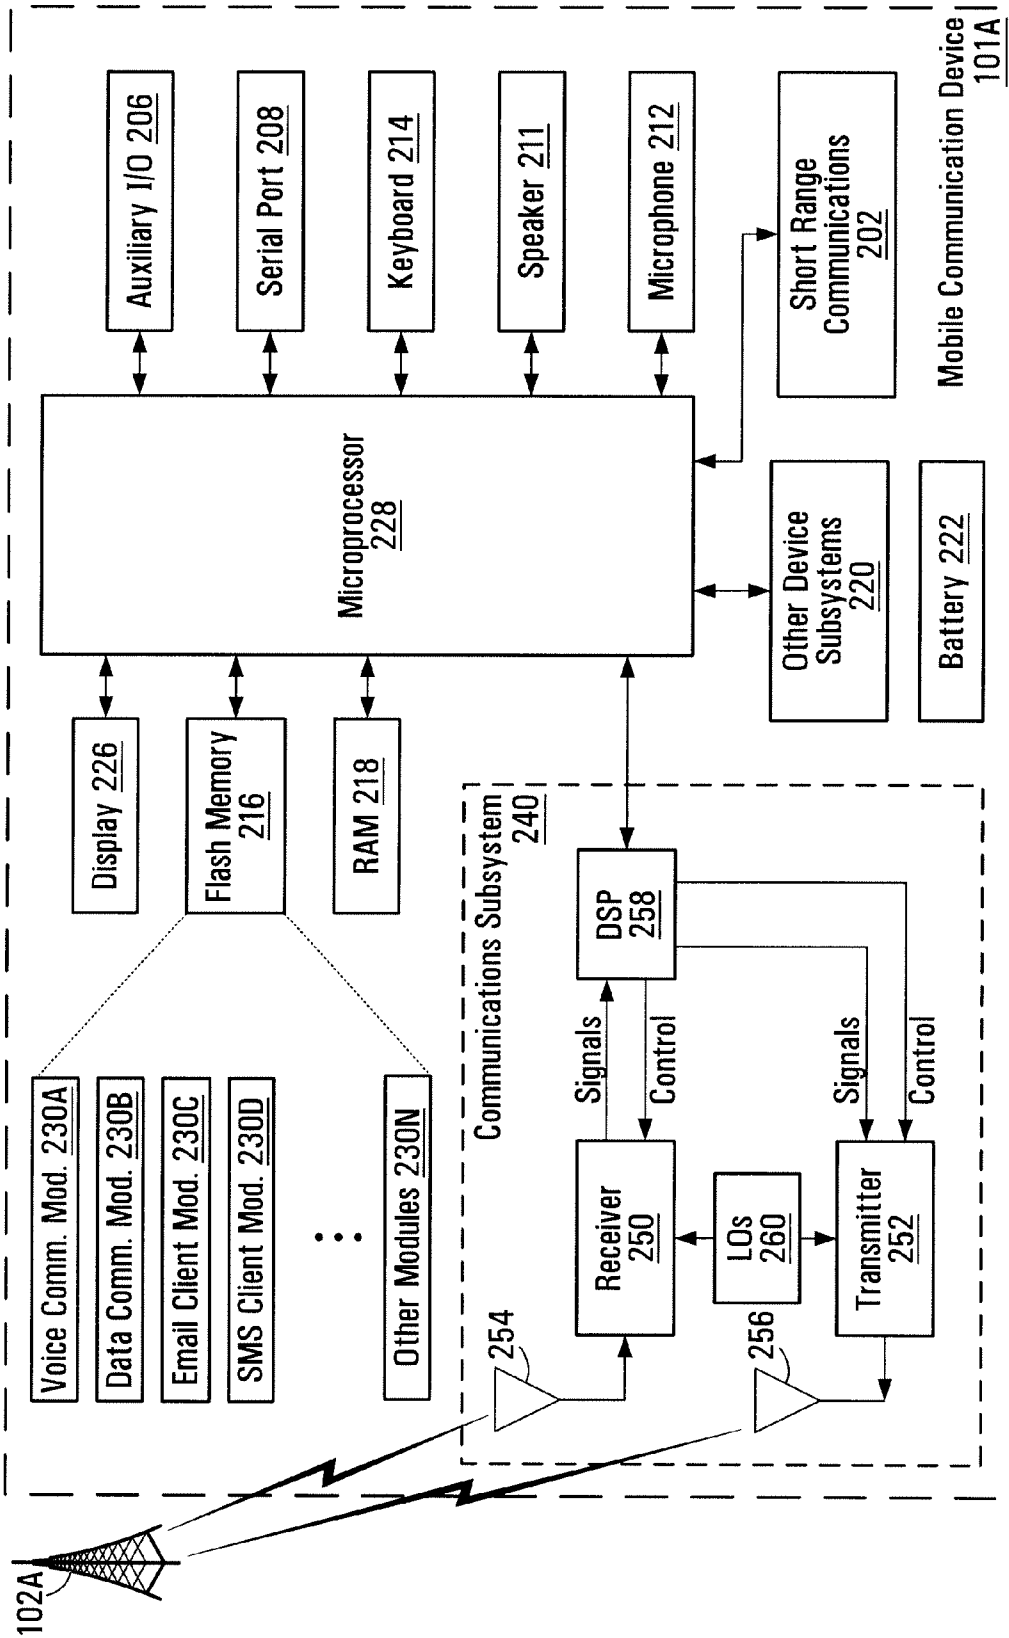 102A
Voice Comm. Mod. 230A
Data Comm. Mod. 230B
Email Client Mod. 230C
SMS Client Mod. 230D
Other Modules 230N
Display 226
Flash Memory
216
RAM 218
Microprocessor
228
Auxiliary I/O 206
Serial Port 208
Keyboard 214
Speaker 211
Microphone 212
Short Range
Communications
202
Other Device
Subsystems
220
Battery 222
Communications Subsystem
240
254
256
Receiver
250
LOs
260
Transmitter
252
Signals
Control
DSP
258
Signals
Control
Mobile Communication Device
101A